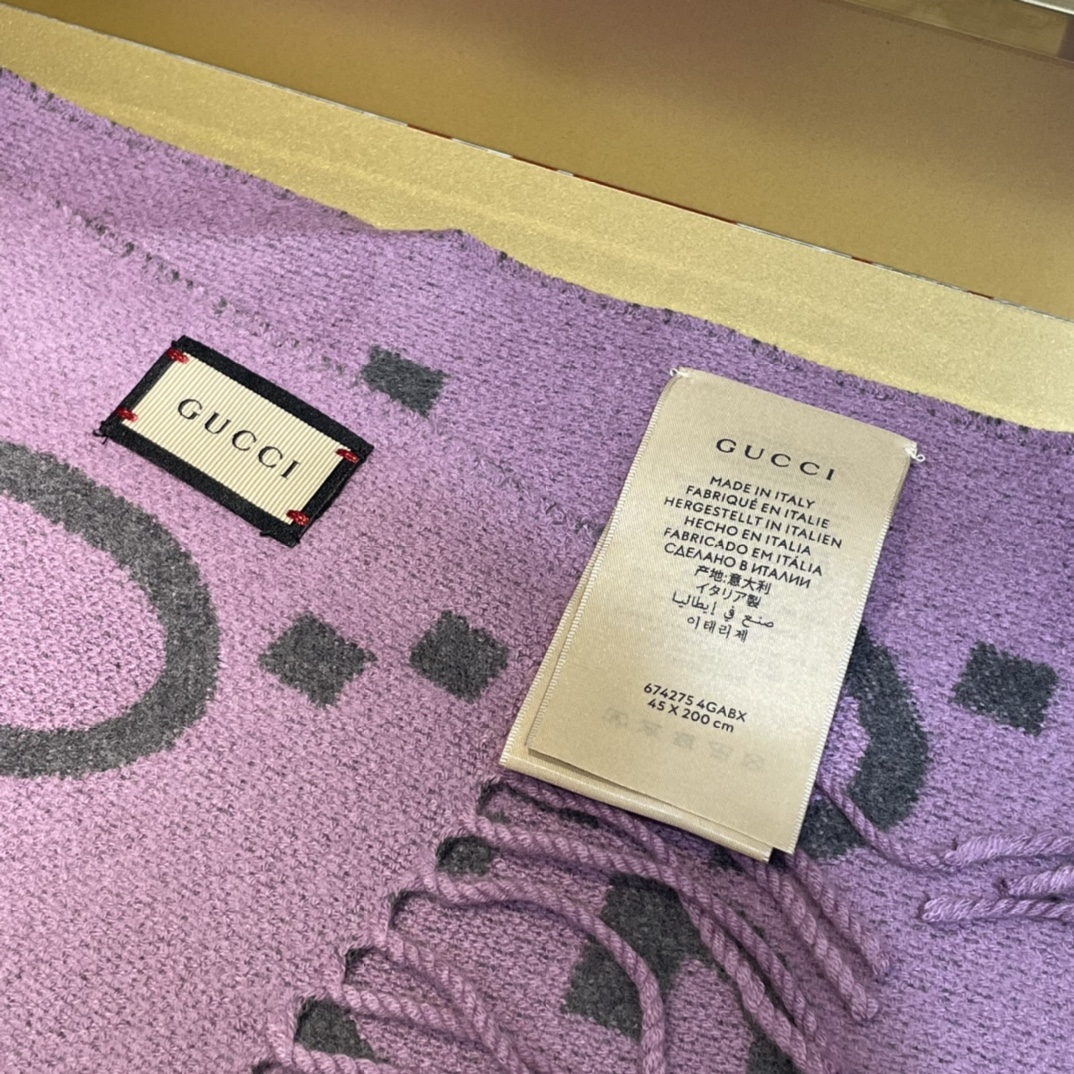 GUCCI
GUCCI
MADE IN ITALY
FABRIQUÉ EN ITALIE
HERGESTELLT IN ITALIEN
HECHO EN ITALIA
FABRICADO EM ITÁLIA
СДЕЛАНО В ИТАЛИИ
产地:意大利
イタリア製
صنع في إيطاليا
이태리제
674275 4GABX
45 X 200 cm